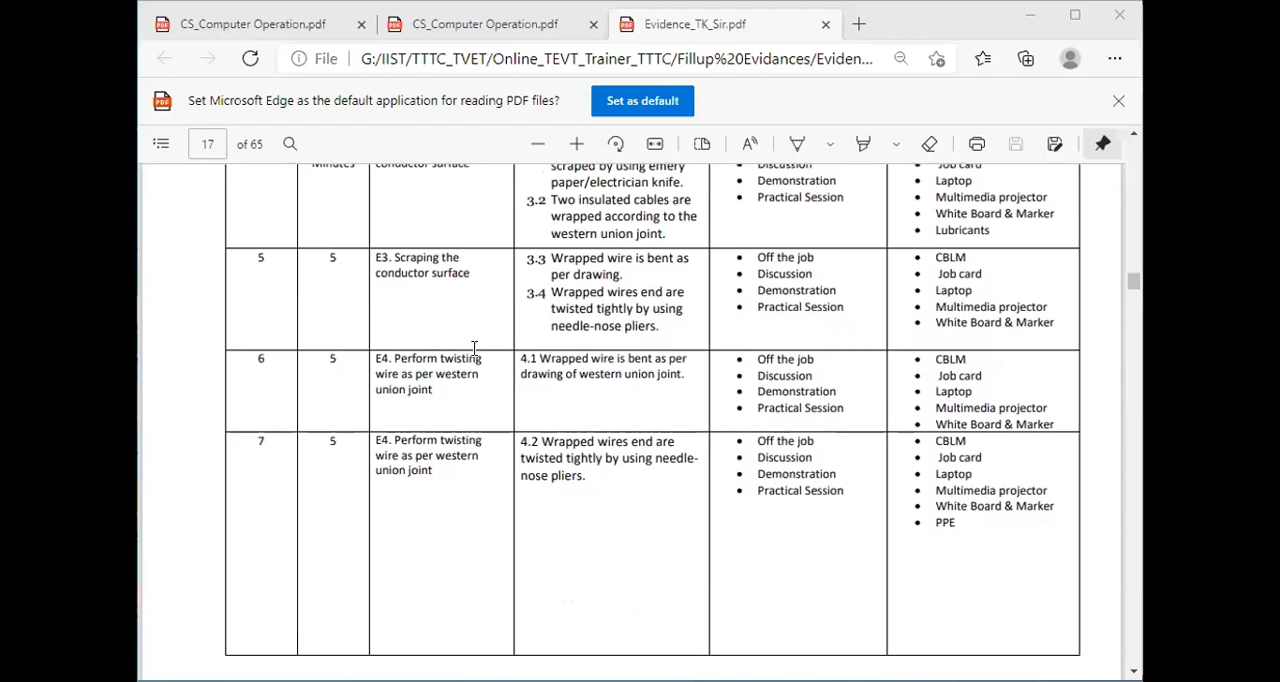 CS_Computer Operation.pdf
CS_Computer Operation.pdf
Evidence_TK_Sir.pdf
File
G:/IIST/TTTC_TVET/Online_TEVT_Trainer_TTTC/Fillup%20Evidances/Eviden...
Set Microsoft Edge as the default application for reading PDF files?
Set as default
17 of 65
Minutes
conductor surface
scraped by using emery
paper/electrician knife.
3.2 Two insulated cables are
wrapped according to the
western union joint.
• Discussion
• Demonstration
• Practical Session
• Job card
• Laptop
• Multimedia projector
• White Board & Marker
• Lubricants
5
5
E3. Scraping the
conductor surface
3.3 Wrapped wire is bent as
per drawing.
3.4 Wrapped wires end are
twisted tightly by using
needle-nose pliers.
• Off the job
• Discussion
• Demonstration
• Practical Session
• CBLM
• Job card
• Laptop
• Multimedia projector
• White Board & Marker
6
5
E4. Perform twisting
wire as per western
union joint
4.1 Wrapped wire is bent as per
drawing of western union joint.
• Off the job
• Discussion
• Demonstration
• Practical Session
• CBLM
• Job card
• Laptop
• Multimedia projector
• White Board & Marker
7
5
E4. Perform twisting
wire as per western
union joint
4.2 Wrapped wires end are
twisted tightly by using needle-
nose pliers.
• Off the job
• Discussion
• Demonstration
• Practical Session
• CBLM
• Job card
• Laptop
• Multimedia projector
• White Board & Marker
• PPE